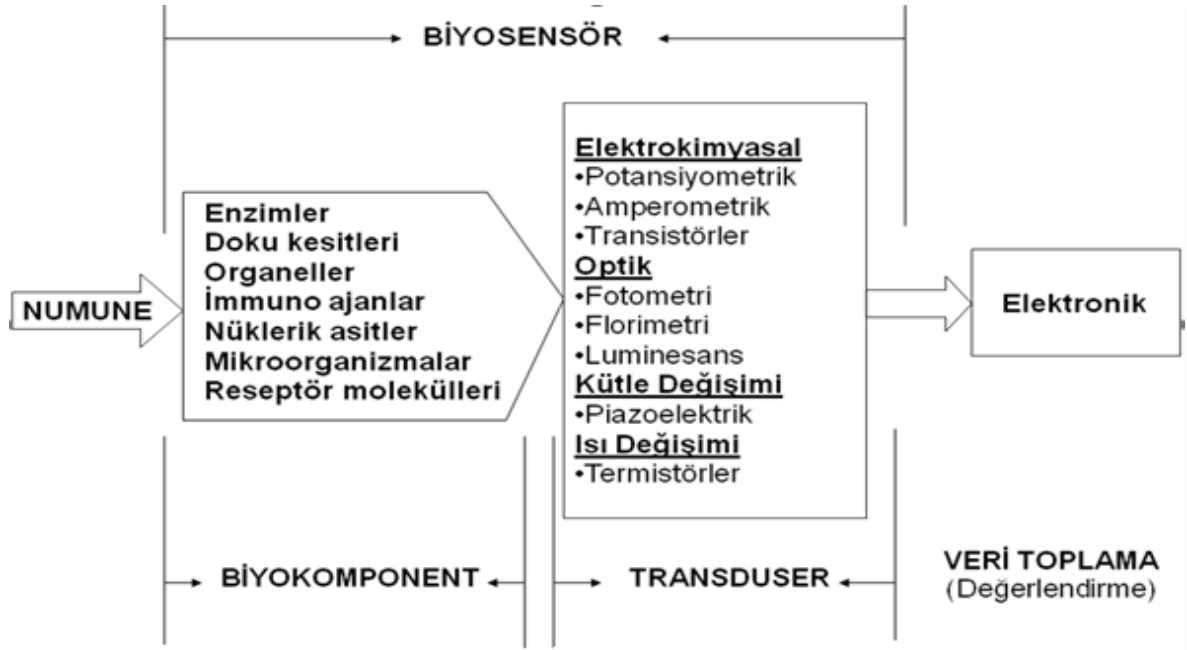 BİYOSENSÖR
NUMUNE
Enzimler
Doku kesitleri
Organeller
İmmuno ajanlar
Nüklerik asitler
Mikroorganizmalar
Reseptör molekülleri
Elektrokimyasal
•Potansiyometrik
•Amperometrik
•Transistörler
Optik
•Fotometri
•Florimetri
•Luminesans
Kütle Değişimi
•Piazoelektrik
Isı Değişimi
•Termistörler
Elektronik
BİYOKOMPONENT
TRANSDUSER
VERİ TOPLAMA
(Değerlendirme)